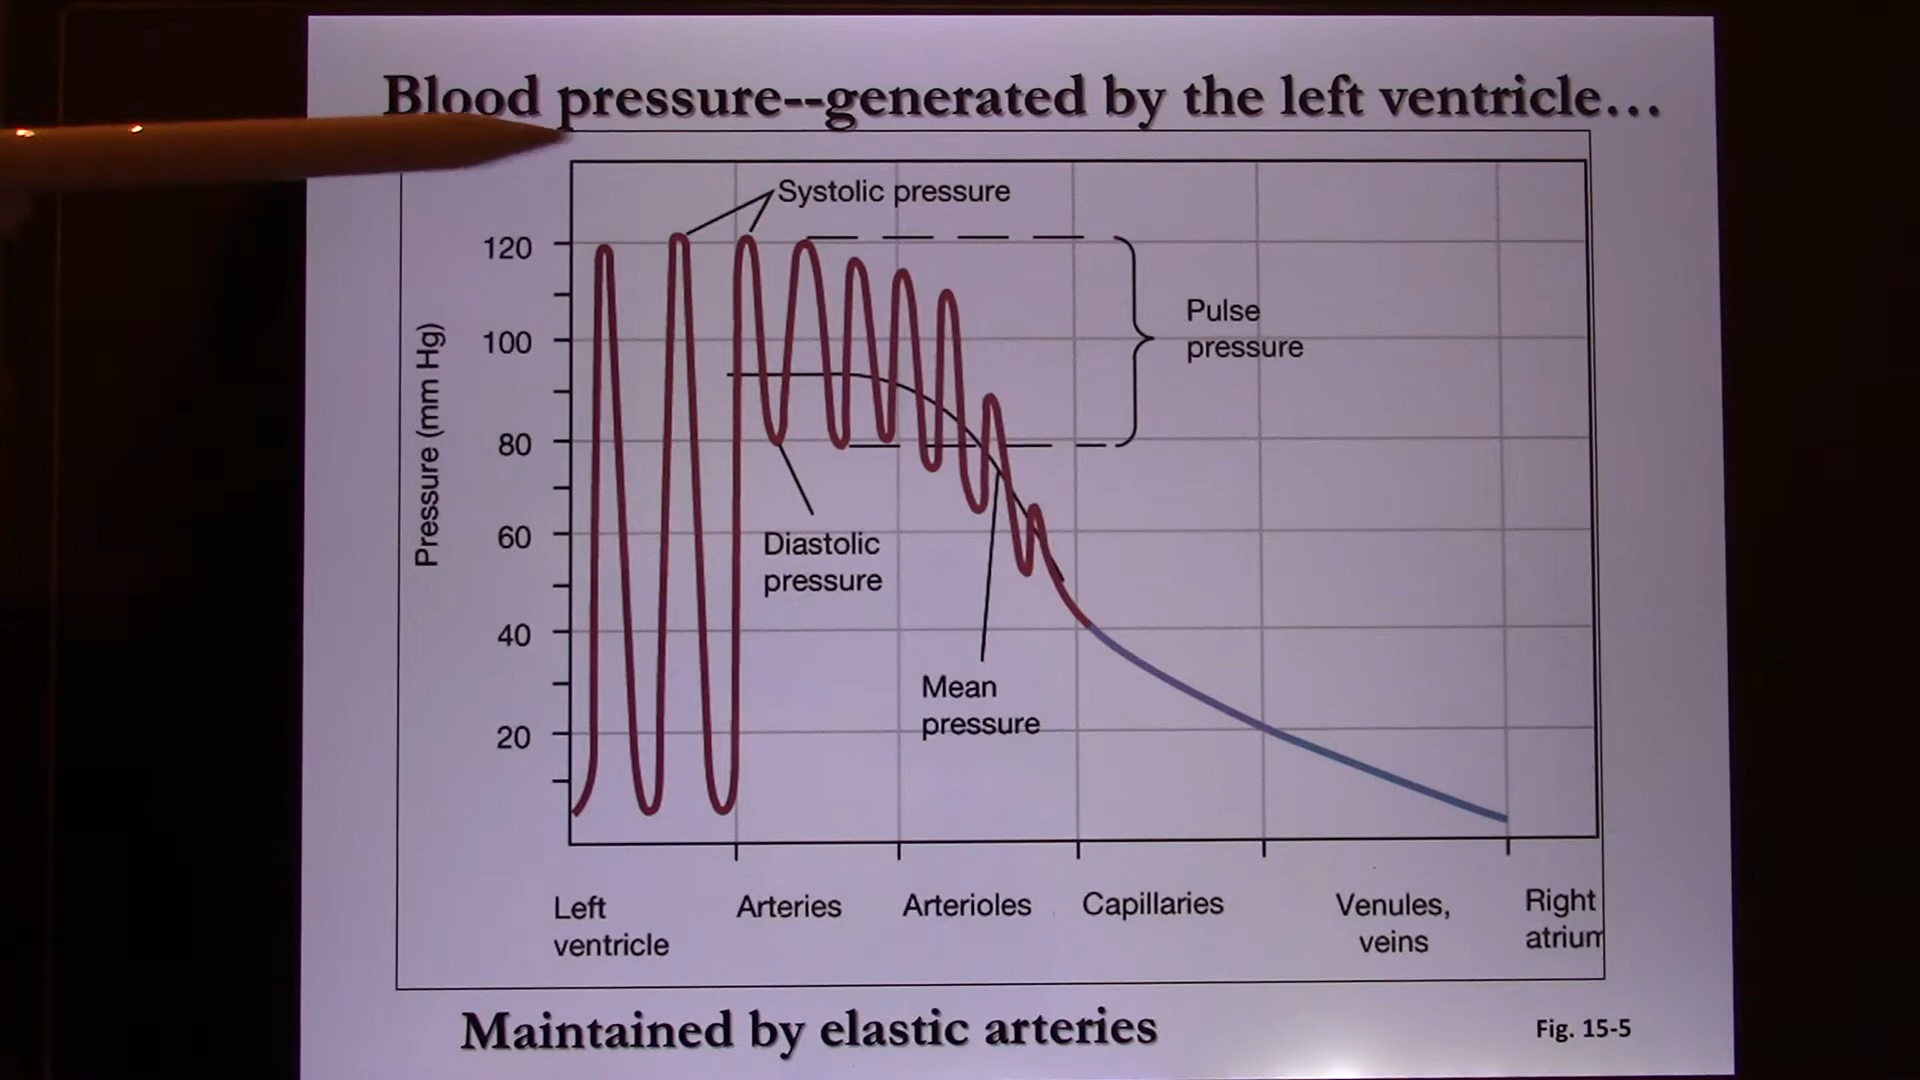 Blood pressure--generated by the left ventricle…
Systolic pressure
120
100
80
60
40
20
Pressure (mm Hg)
Pulse
pressure
Diastolic
pressure
Mean
pressure
Left
ventricle
Arteries
Arterioles
Capillaries
Venules,
veins
Right
atrium
Maintained by elastic arteries
Fig. 15-5